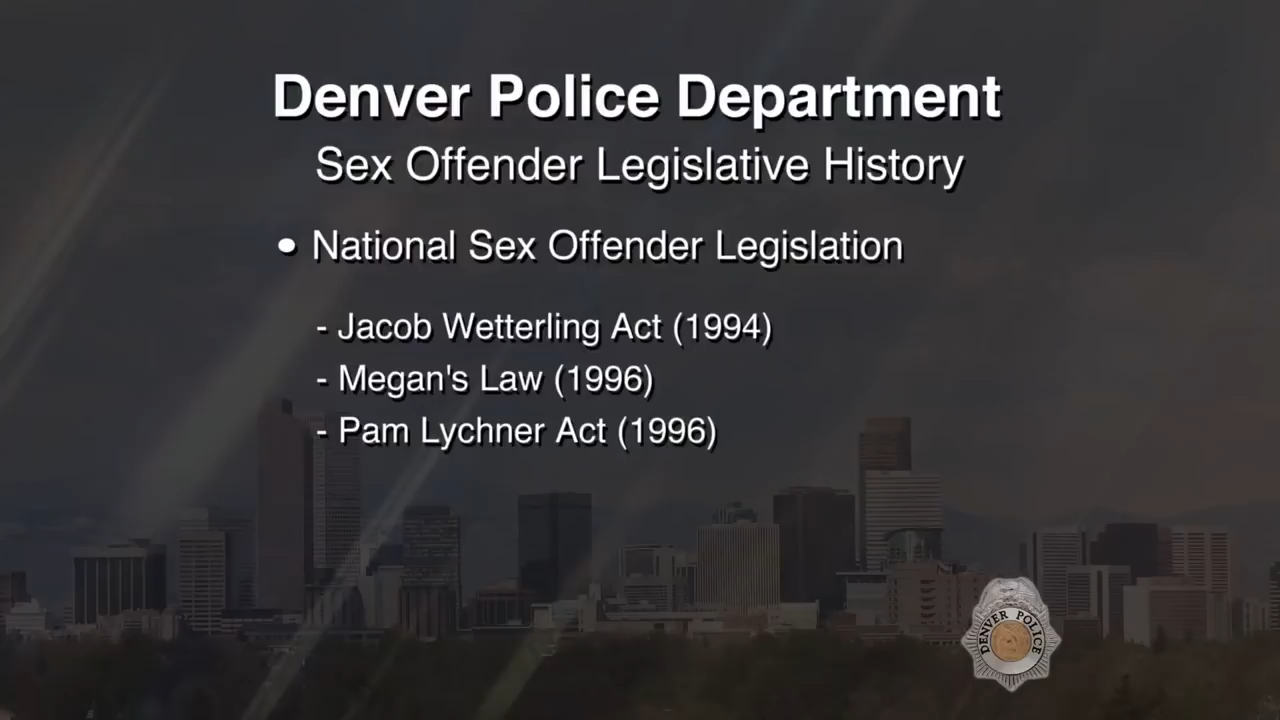 Denver Police Department
Sex Offender Legislative History
• National Sex Offender Legislation
- Jacob Wetterling Act (1994)
- Megan's Law (1996)
- Pam Lychner Act (1996)
DENVER POLICE